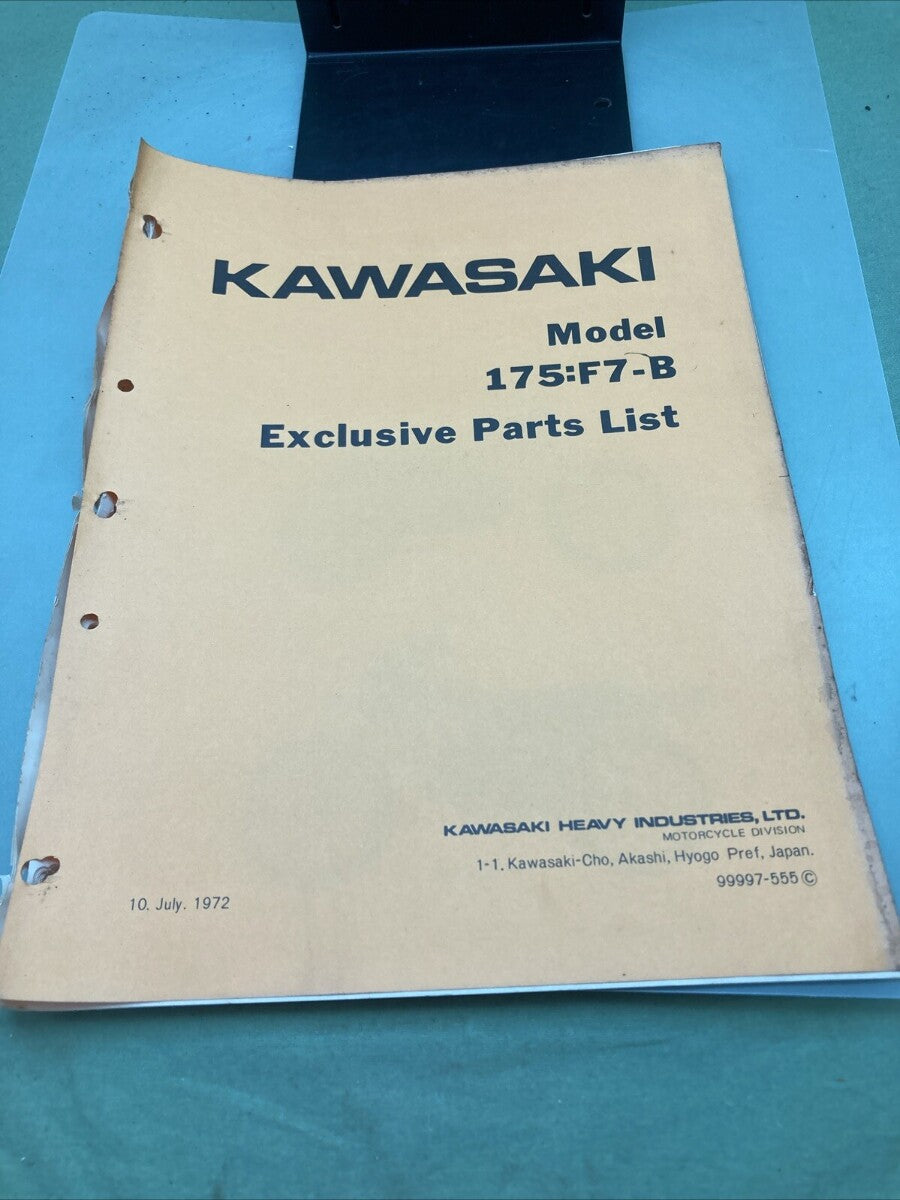 KAWASAKI
Model
175:F7-B
Exclusive Parts List
KAWASAKI HEAVY INDUSTRIES, LTD.
MOTORCYCLE DIVISION
1-1. Kawasaki-Cho, Akashi, Hyogo Pref, Japan.
99997-555 ©
10. July. 1972